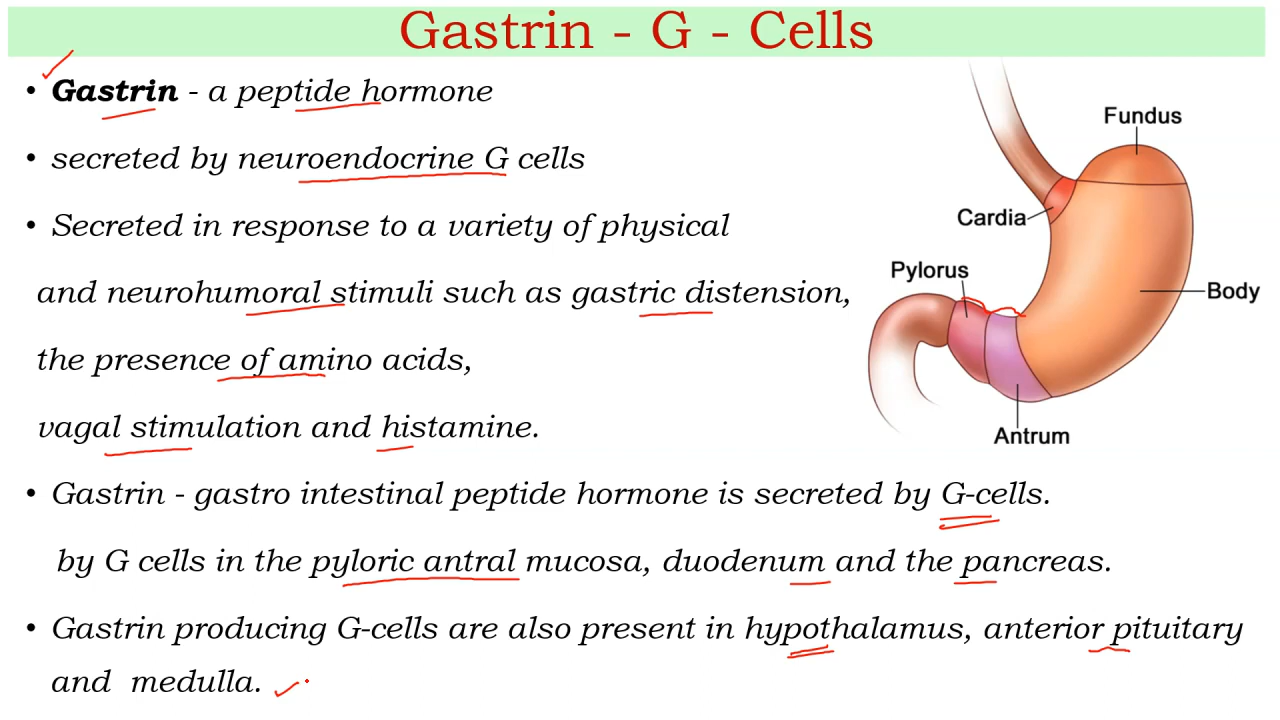 Gastrin - G - Cells
• Gastrin - a peptide hormone
• secreted by neuroendocrine G cells
• Secreted in response to a variety of physical
and neurohumoral stimuli such as gastric distension,
the presence of amino acids,
vagal stimulation and histamine.
• Gastrin - gastro intestinal peptide hormone is secreted by G-cells.
by G cells in the pyloric antral mucosa, duodenum and the pancreas.
• Gastrin producing G-cells are also present in hypothalamus, anterior pituitary
and medulla.
Fundus
Cardia
Pylorus
Body
Antrum